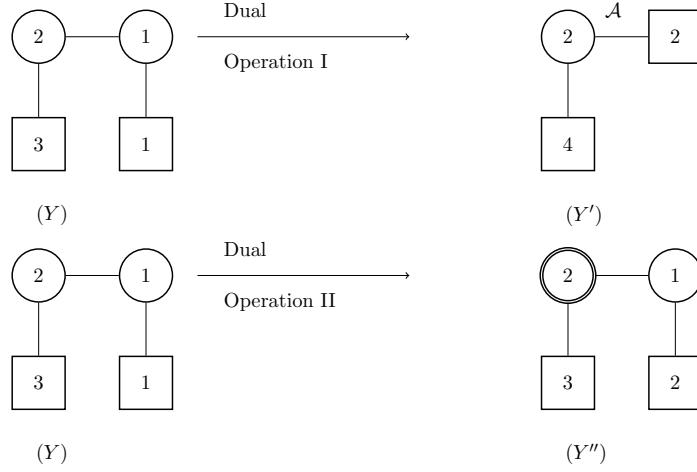 2 1 Dual 2 𝒜 2
Operation I
3 1 4
(Y) (Y′)
2 1 Dual 2 1
Operation II
3 1 3 2
(Y) (Y′′)